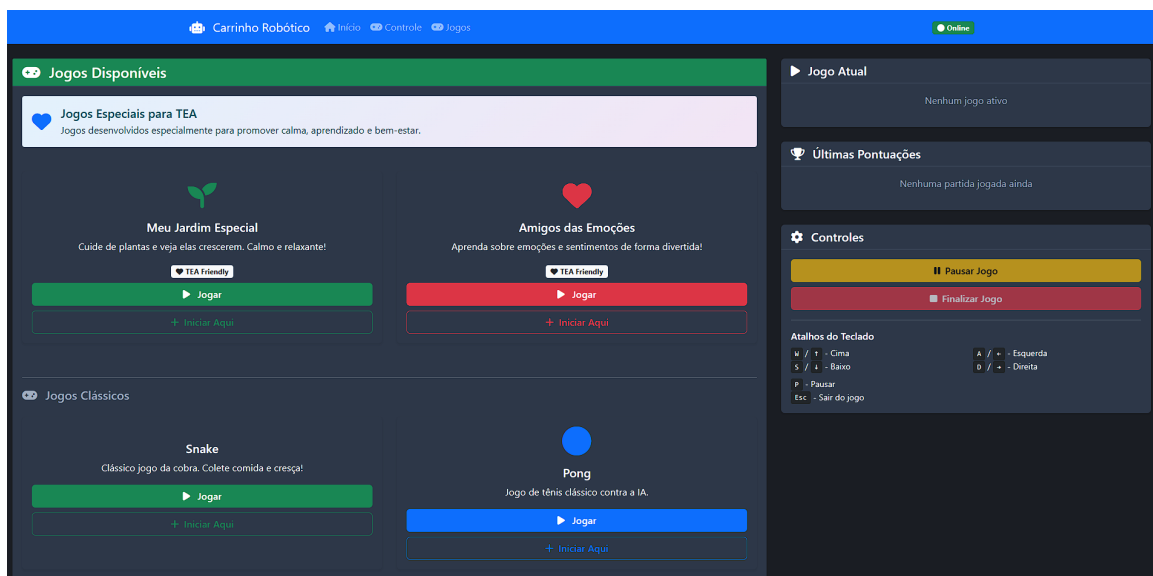 Carrinho Robótico Início Controle Jogos
Online
Jogos Disponíveis
Jogos Especiais para TEA
Jogos desenvolvidos especialmente para promover calma, aprendizado e bem-estar.
Meu Jardim Especial
Cuide de plantas e veja elas crescerem. Calmo e relaxante!
TEA Friendly
Jogar
+ Iniciar Aqui
Amigos das Emoções
Aprenda sobre emoções e sentimentos de forma divertida!
TEA Friendly
Jogar
+ Iniciar Aqui
Jogos Clássicos
Snake
Clássico jogo da cobra. Colete comida e cresça!
Jogar
+ Iniciar Aqui
Pong
Jogo de tênis clássico contra a IA.
Jogar
+ Iniciar Aqui
Jogo Atual
Nenhum jogo ativo
Últimas Pontuações
Nenhuma partida jogada ainda
Controles
Pausar Jogo
Finalizar Jogo
Atalhos do Teclado
W / ↑ - Cima
S / ↓ - Baixo
A / ← - Esquerda
D / → - Direita
P - Pausar
Esc - Sair do jogo